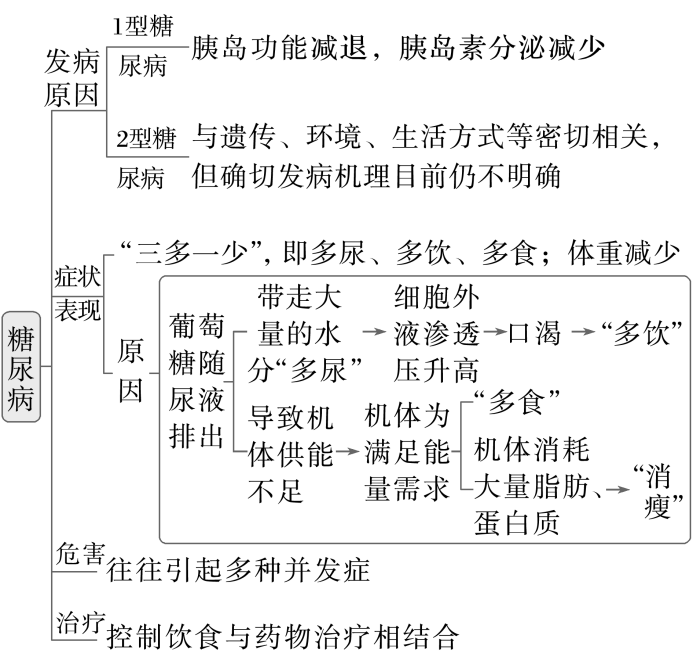 糖尿病
发病
原因
1型糖
尿病
胰岛功能减退，胰岛素分泌减少
2型糖
尿病
与遗传、环境、生活方式等密切相关，
但确切发病机理目前仍不明确
症状
表现
“三多一少”，即多尿、多饮、多食；体重减少
原
因
葡萄
糖随
尿液
排出
带走大
量的水
分“多尿”
细胞外
液渗透
压升高
口渴
“多饮”
导致机
体供能
不足
机体为
满足能
量需求
“多食”
机体消耗
大量脂肪、
蛋白质
“消
瘦”
危害
往往引起多种并发症
治疗
控制饮食与药物治疗相结合